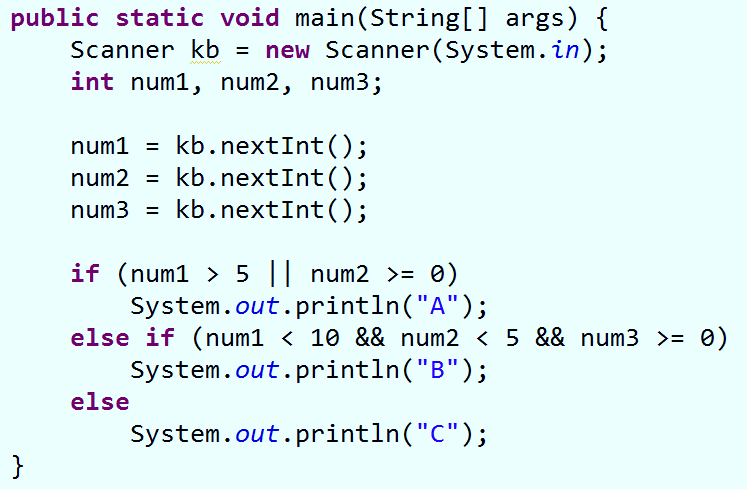 public static void main(String[] args) {
    Scanner kb = new Scanner(System.in);
    int num1, num2, num3;

    num1 = kb.nextInt();
    num2 = kb.nextInt();
    num3 = kb.nextInt();

    if (num1 > 5 || num2 >= 0)
        System.out.println("A");
    else if (num1 < 10 && num2 < 5 && num3 >= 0)
        System.out.println("B");
    else
        System.out.println("C");
}